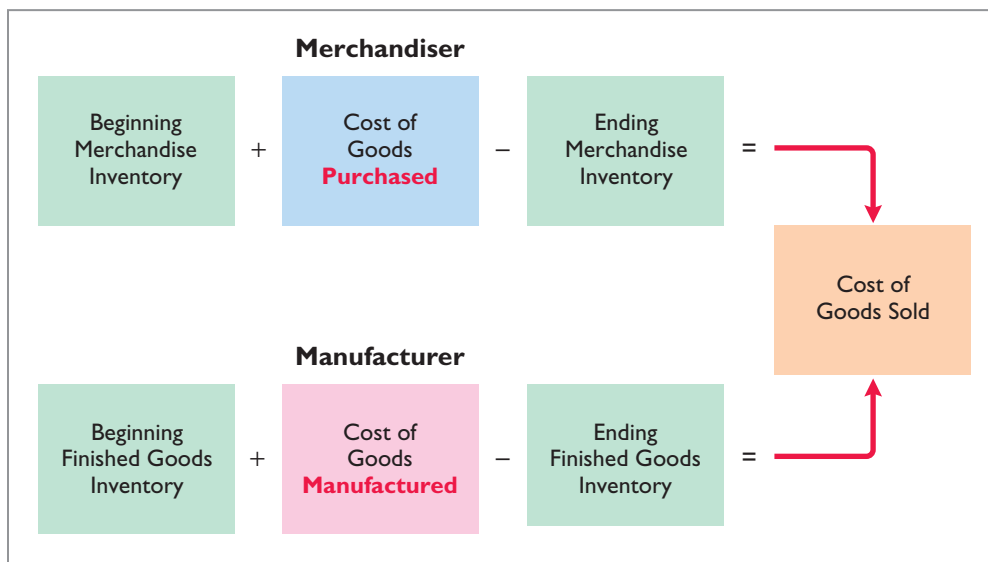 Merchandiser
Beginning
Merchandise
Inventory
+
Cost of
Goods
Purchased
–
Ending
Merchandise
Inventory
=
Cost of
Goods Sold
Manufacturer
Beginning
Finished Goods
Inventory
+
Cost of
Goods
Manufactured
–
Ending
Finished Goods
Inventory
=